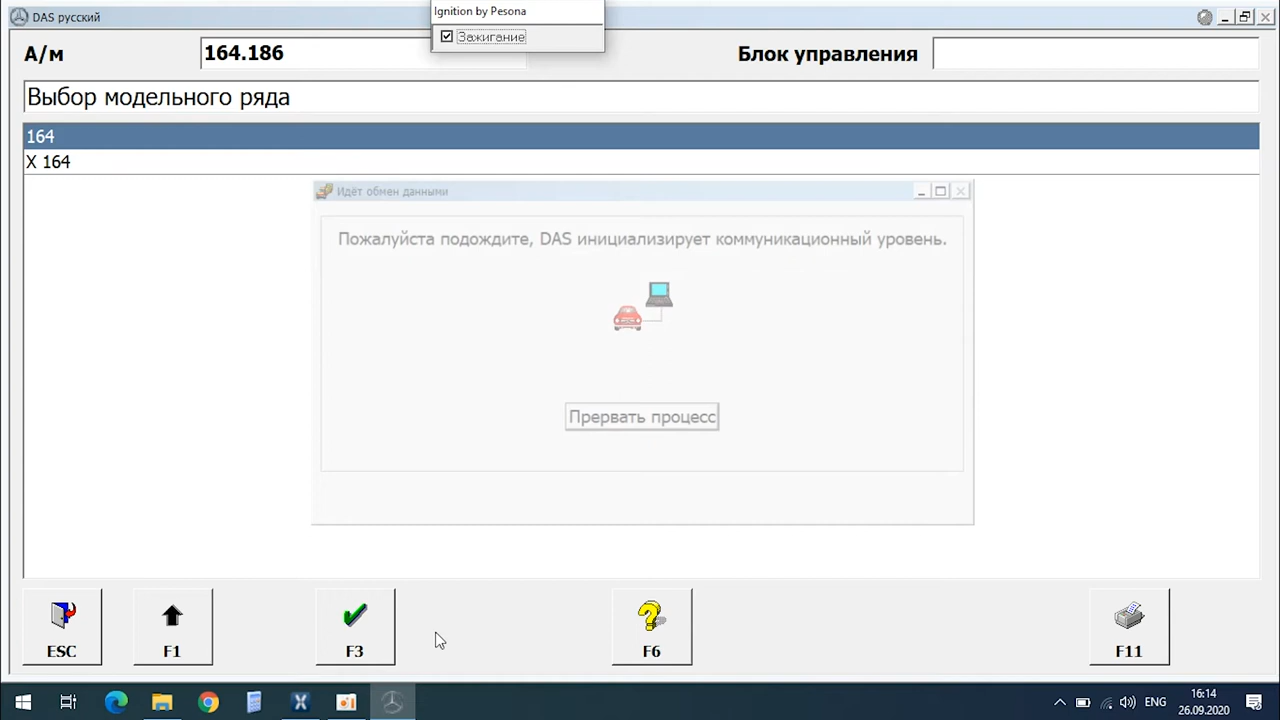 DAS русский
Ignition by Pesona
Зажигание
А/м
164.186
Блок управления
Выбор модельного ряда
164
X 164
Идёт обмен данными
Пожалуйста подождите, DAS инициализирует коммуникационный уровень.
Прервать процесс
ESC
F1
F3
F6
F11
ENG
16:14
26.09.2020